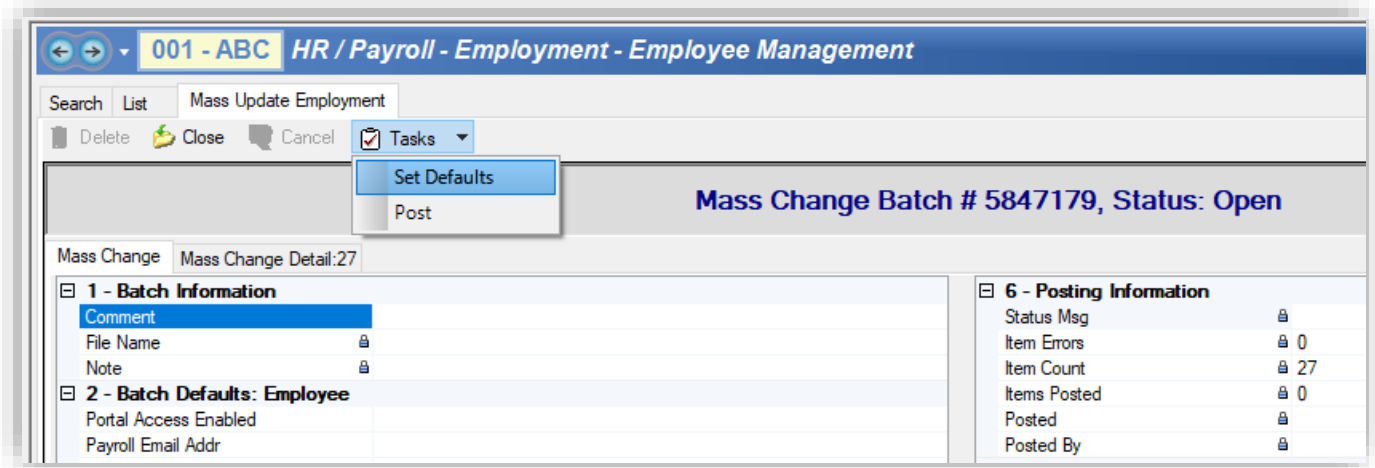 001 - ABC HR / Payroll - Employment - Employee Management
Search List Mass Update Employment
Delete Close Cancel Tasks
Set Defaults
Post
Mass Change Batch # 5847179, Status: Open
Mass Change Mass Change Detail:27
1 - Batch Information
Comment
File Name
Note
2 - Batch Defaults: Employee
Portal Access Enabled
Payroll Email Addr
6 - Posting Information
Status Msg
Item Errors 0
Item Count 27
Items Posted 0
Posted
Posted By